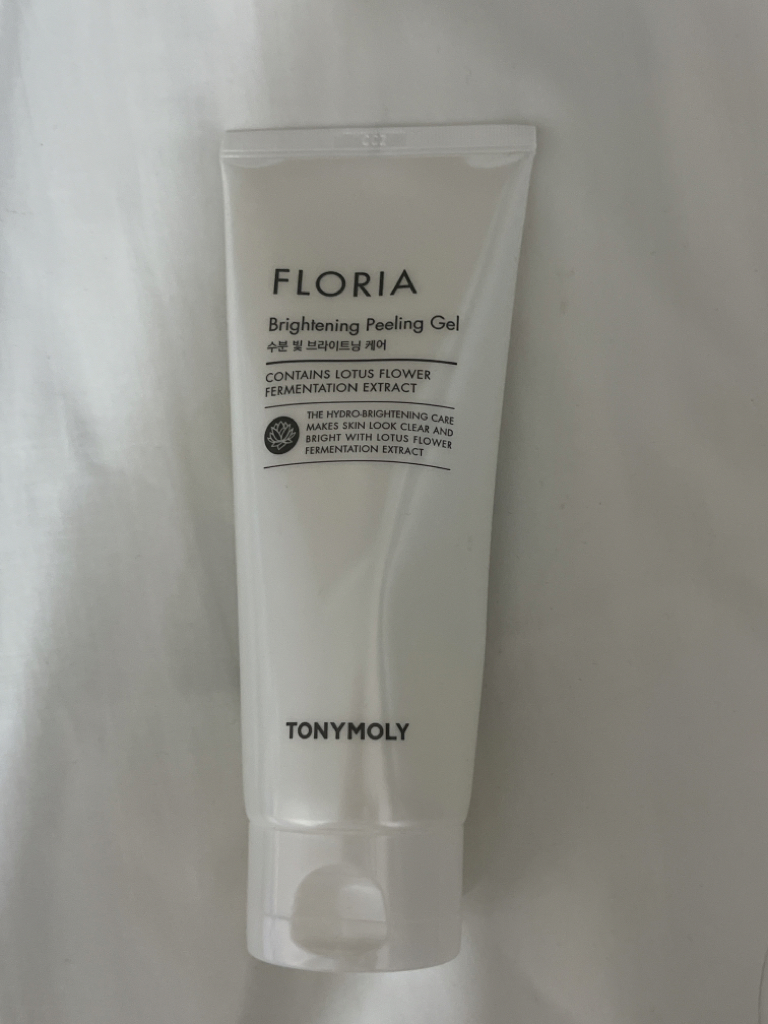 FLORIA
Brightening Peeling Gel
수분 빛 브라이트닝 케어
CONTAINS LOTUS FLOWER
FERMENTATION EXTRACT
THE HYDRO-BRIGHTENING CARE
MAKES SKIN LOOK CLEAR AND
BRIGHT WITH LOTUS FLOWER
FERMENTATION EXTRACT
TONYMOLY